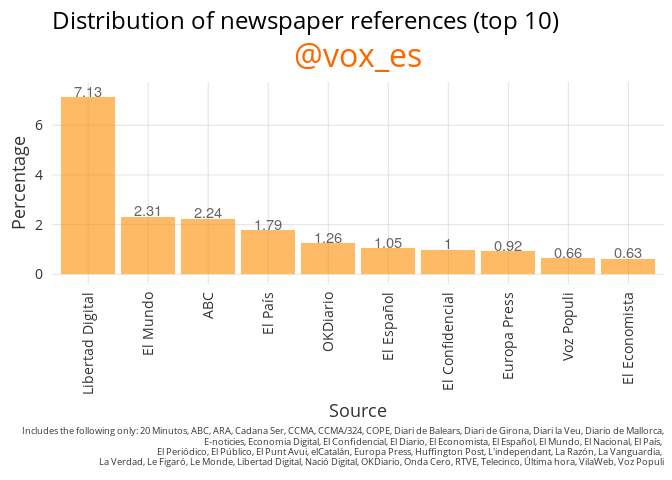 Distribution of newspaper references (top 10)
@vox_es
Percentage
6
4
2
0
7.13
2.31
2.24
1.79
1.26
1.05
1
0.92
0.66
0.63
Libertad Digital
El Mundo
ABC
El País
OKDiario
El Español
El Confidencial
Europa Press
Voz Populi
El Economista
Source
Includes the following only: 20 Minutos, ABC, ARA, Cadana Ser, CCMA, CCMA/324, COPE, Diari de Balears, Diari de Girona, Diari la Veu, Diario de Mallorca,
E-noticies, Economia Digital, El Confidencial, El Diario, El Economista, El Español, El Mundo, El Nacional, El País,
El Periódico, El Público, El Punt Avui, elCatalán, Europa Press, Huffington Post, L'independant, La Razón, La Vanguardia,
La Verdad, Le Figaró, Le Monde, Libertad Digital, Nació Digital, OKDiario, Onda Cero, RTVE, Telecinco, Última hora, VilaWeb, Voz Populi